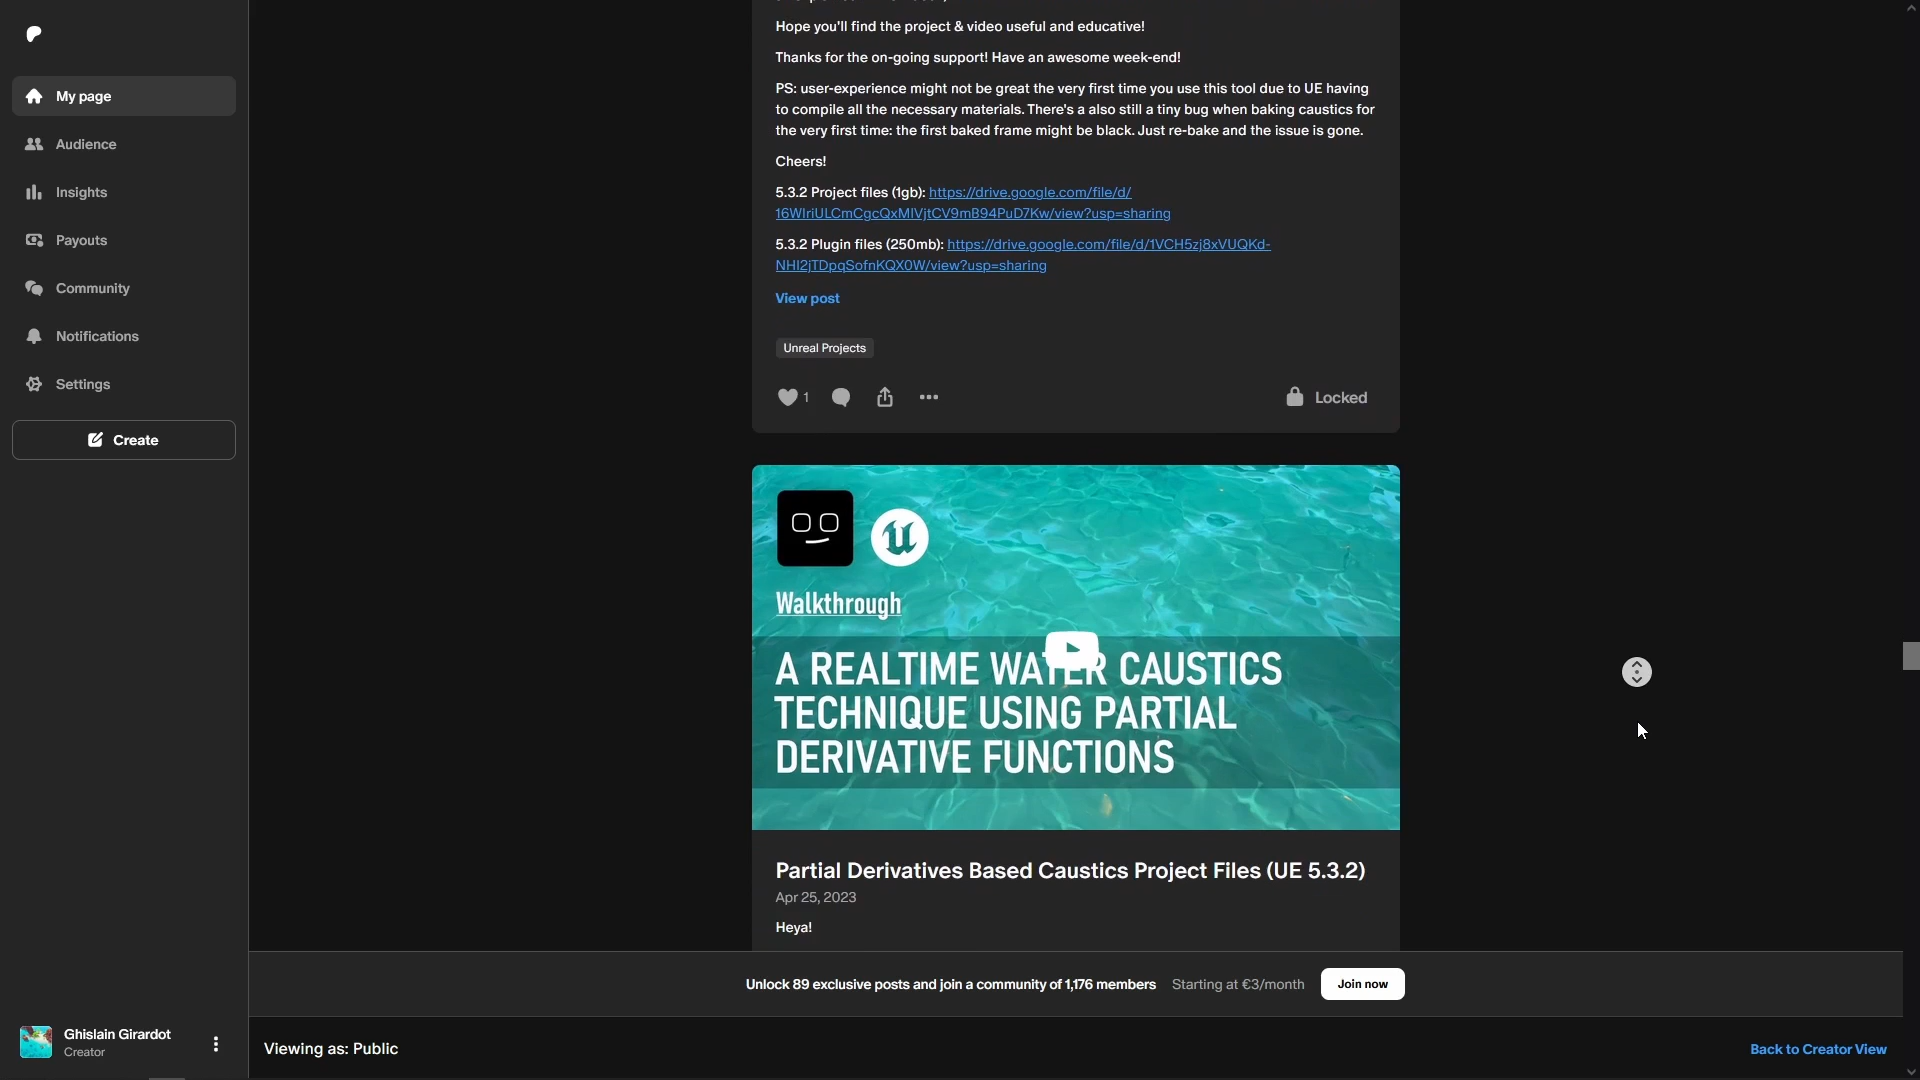 My page
Audience
Insights
Payouts
Community
Notifications
Settings
Create
Hope you'll find the project & video useful and educative!
Thanks for the on-going support! Have an awesome week-end!
PS: user-experience might not be great the very first time you use this tool due to UE having
to compile all the necessary materials. There's a also still a tiny bug when baking caustics for
the very first time: the first baked frame might be black. Just re-bake and the issue is gone.
Cheers!
5.3.2 Project files (1gb): https://drive.google.com/file/d/
16WIriULCmCgcQxMIVjtCV9mB94PuD7Kw/view?usp=sharing
5.3.2 Plugin files (250mb): https://drive.google.com/file/d/1VCH5zj8xVUQKd-
NHI2jTDpqSofnKQX0W/view?usp=sharing
View post
Unreal Projects
1
Locked
Walkthrough
A REALTIME WATER CAUSTICS
TECHNIQUE USING PARTIAL
DERIVATIVE FUNCTIONS
Partial Derivatives Based Caustics Project Files (UE 5.3.2)
Apr 25, 2023
Heya!
Unlock 89 exclusive posts and join a community of 1,176 members Starting at €3/month Join now
Ghislain Girardot
Creator
Viewing as: Public
Back to Creator View